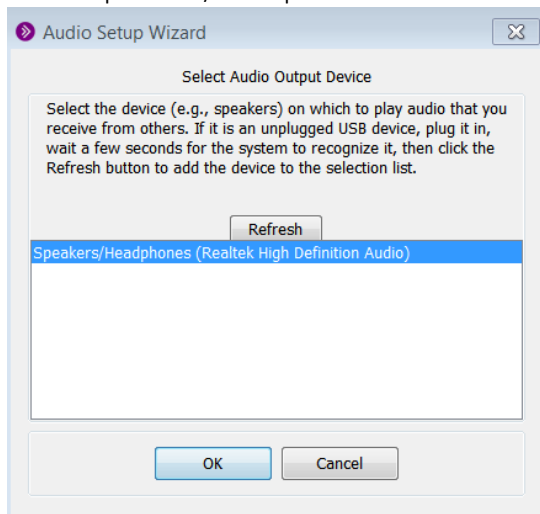 Audio Setup Wizard
Select Audio Output Device
Select the device (e.g., speakers) on which to play audio that you
receive from others. If it is an unplugged USB device, plug it in,
wait a few seconds for the system to recognize it, then click the
Refresh button to add the device to the selection list.
Refresh
Speakers/Headphones (Realtek High Definition Audio)
OK
Cancel